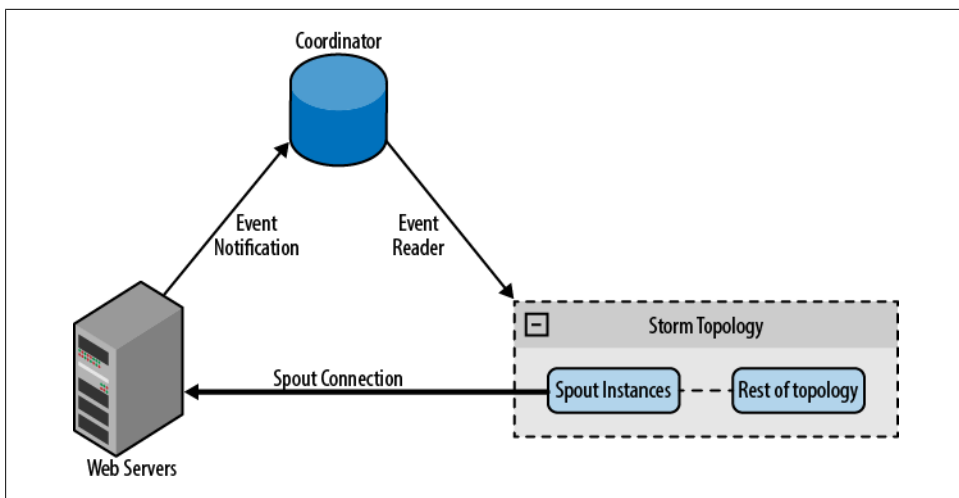 Coordinator
Event
Notification
Event
Reader
Storm Topology
Spout Connection
Spout Instances
Rest of topology
Web Servers